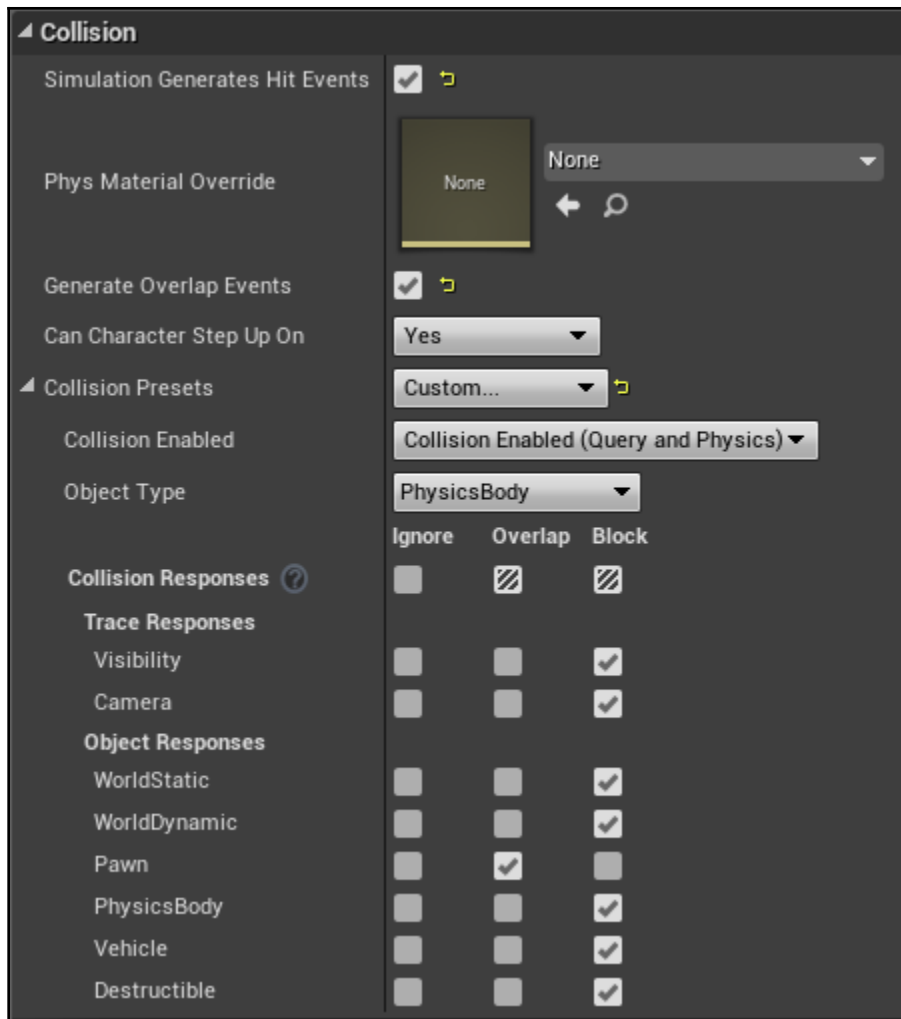 Collision
Simulation Generates Hit Events
Phys Material Override
None
None
Generate Overlap Events
Can Character Step Up On
Yes
Collision Presets
Custom...
Collision Enabled
Collision Enabled (Query and Physics)
Object Type
PhysicsBody
Ignore Overlap Block
Collision Responses ?
Trace Responses
Visibility
Camera
Object Responses
WorldStatic
WorldDynamic
Pawn
PhysicsBody
Vehicle
Destructible